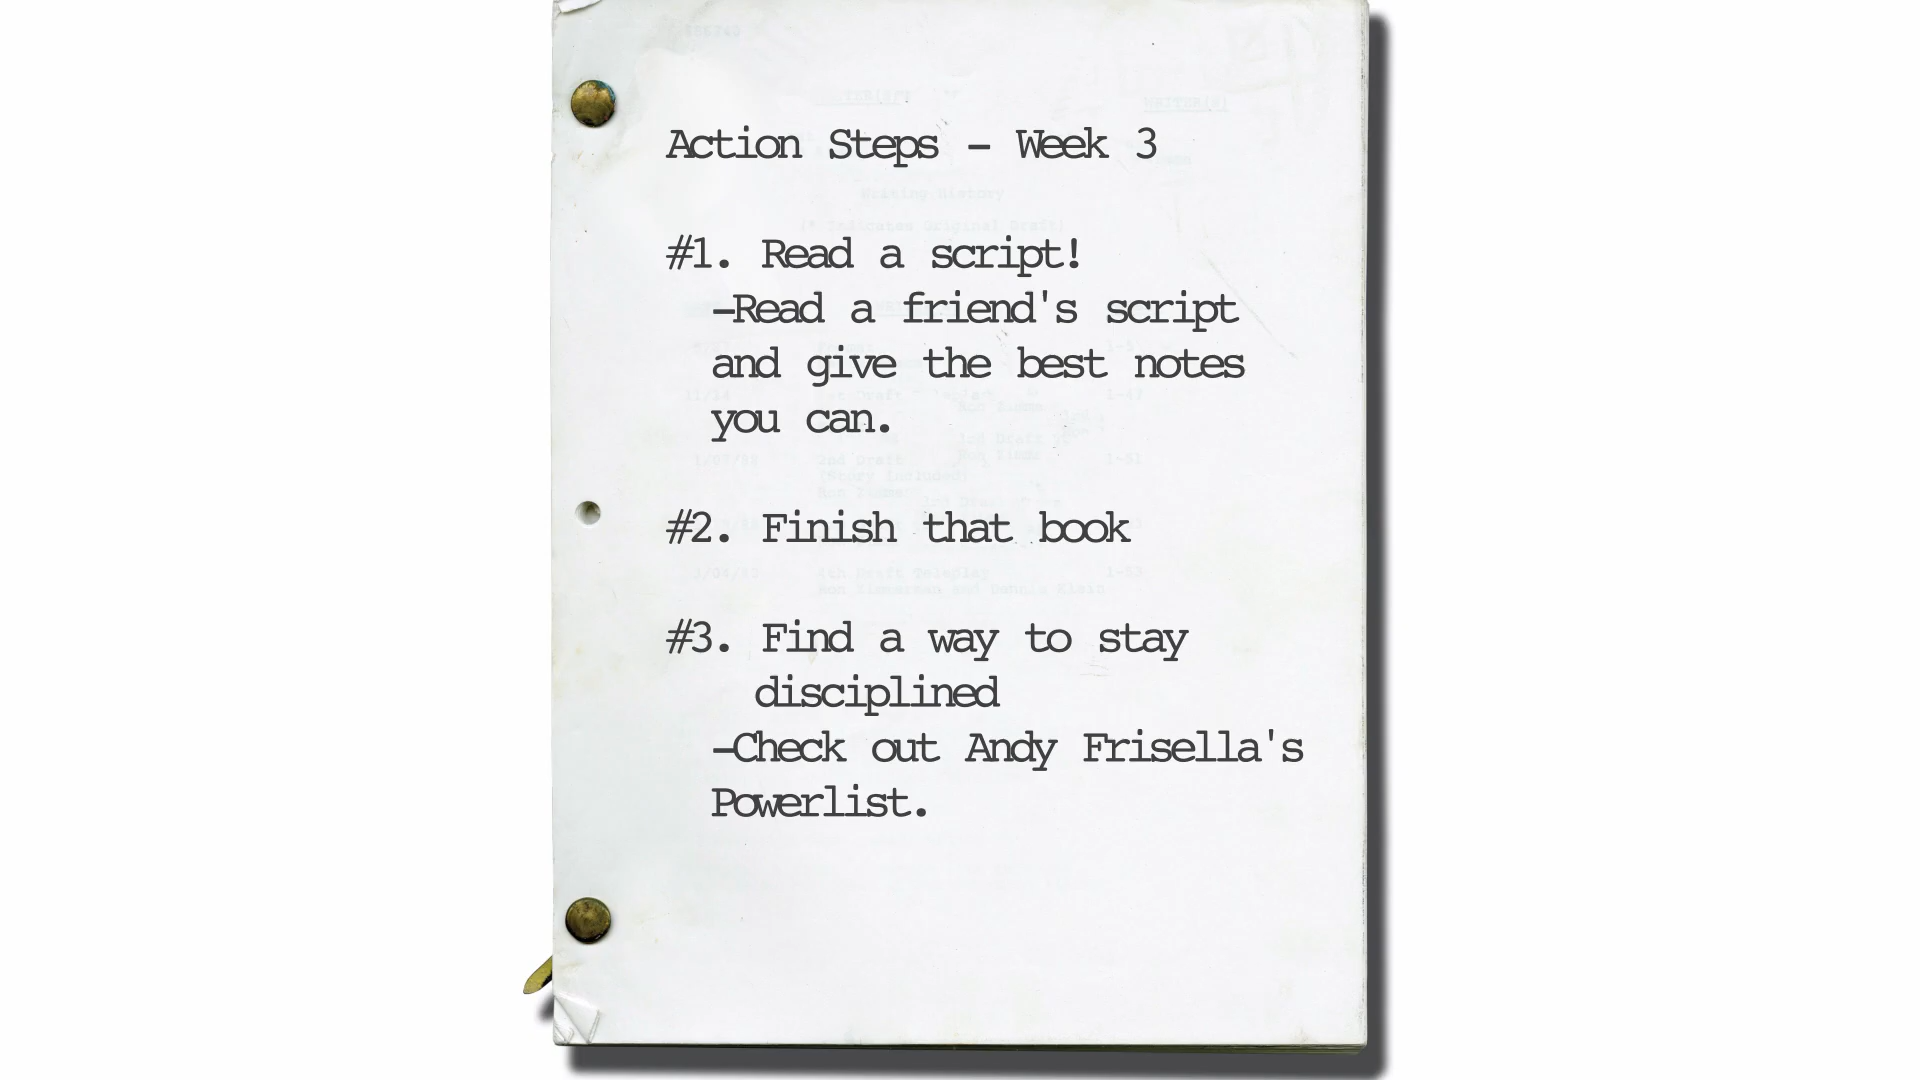 Action Steps - Week 3
#1. Read a script!
-Read a friend's script
and give the best notes
you can.
#2. Finish that book
#3. Find a way to stay
disciplined
-Check out Andy Frisella's
Powerlist.